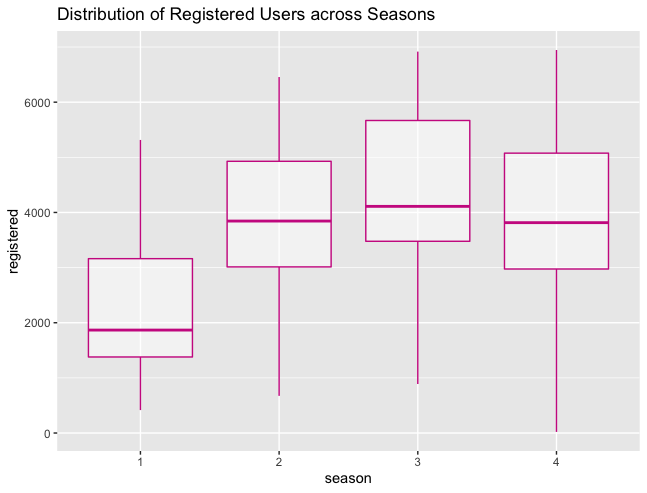 Distribution of Registered Users across Seasons
registered
6000
4000
2000
0
1 2 3 4
season